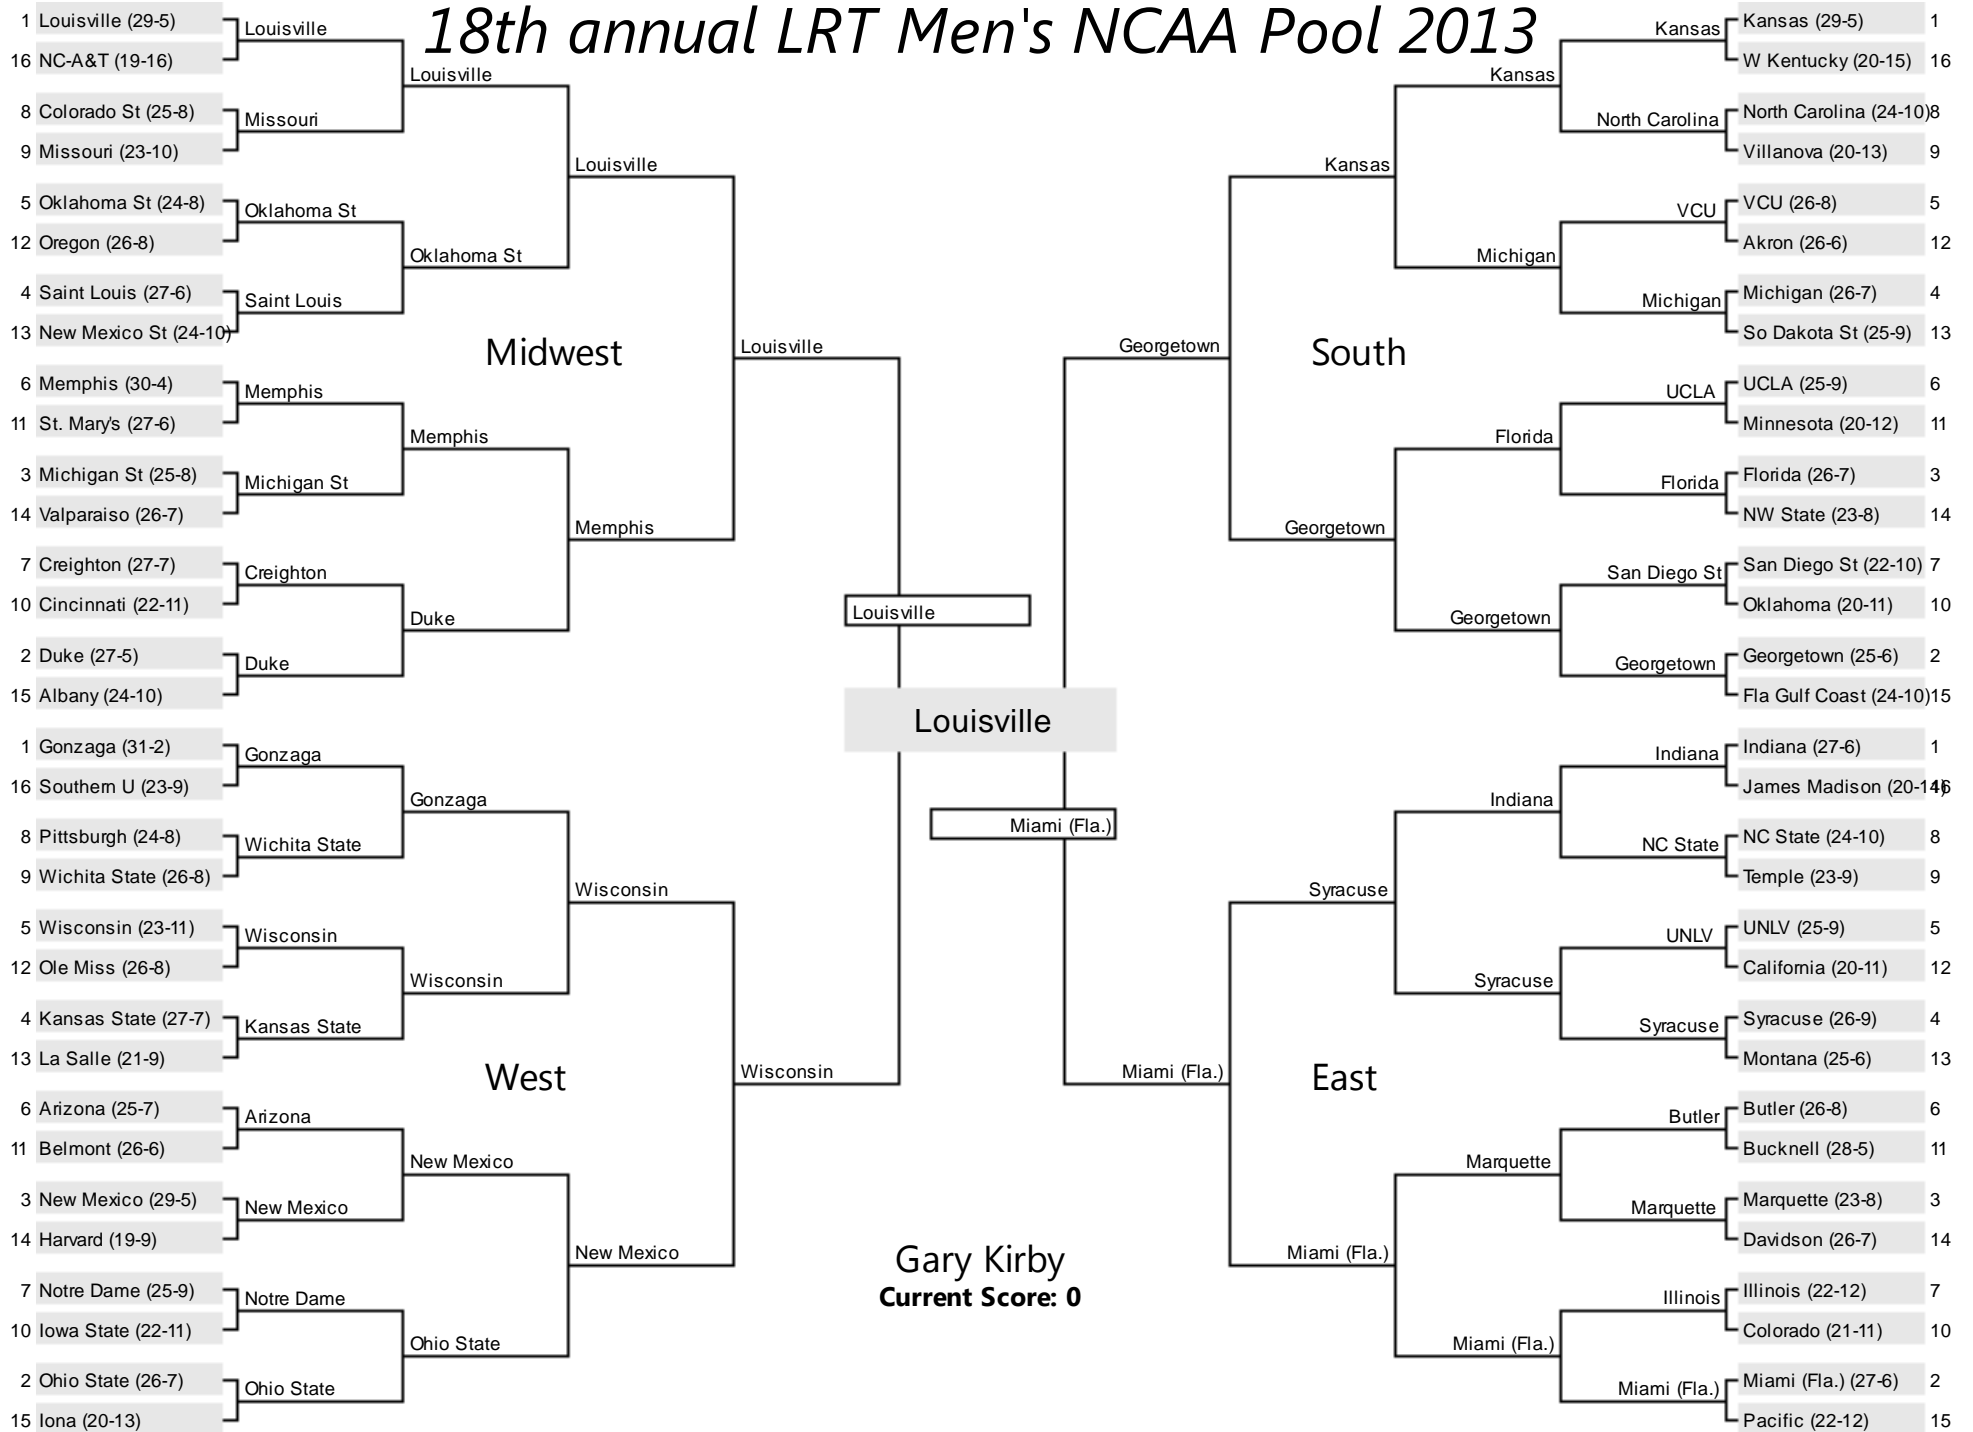 18th annual LRT Men's NCAA Pool 2013
1 Louisville (29-5)
16 NC-A&T (19-16)
8 Colorado St (25-8)
9 Missouri (23-10)
5 Oklahoma St (24-8)
12 Oregon (26-8)
4 Saint Louis (27-6)
13 New Mexico St (24-10)
6 Memphis (30-4)
11 St. Mary's (27-6)
3 Michigan St (25-8)
14 Valparaiso (26-7)
7 Creighton (27-7)
10 Cincinnati (22-11)
2 Duke (27-5)
15 Albany (24-10)
Louisville
Missouri
Oklahoma St
Saint Louis
Memphis
Michigan St
Creighton
Duke
Louisville
Oklahoma St
Memphis
Duke
Louisville
Memphis
Midwest
Louisville
1 Gonzaga (31-2)
16 Southern U (23-9)
8 Pittsburgh (24-8)
9 Wichita State (26-8)
5 Wisconsin (23-11)
12 Ole Miss (26-8)
4 Kansas State (27-7)
13 La Salle (21-9)
6 Arizona (25-7)
11 Belmont (26-6)
3 New Mexico (29-5)
14 Harvard (19-9)
7 Notre Dame (25-9)
10 Iowa State (22-11)
2 Ohio State (26-7)
15 Iona (20-13)
Gonzaga
Wichita State
Wisconsin
Kansas State
Arizona
New Mexico
Notre Dame
Ohio State
Gonzaga
Wisconsin
New Mexico
Ohio State
Wisconsin
New Mexico
West
Wisconsin
Louisville
Louisville
Miami (Fla.)
Gary Kirby
Current Score: 0
Georgetown
South
Kansas
Georgetown
Kansas
Michigan
Florida
Georgetown
Kansas
North Carolina
VCU
Michigan
UCLA
Florida
San Diego St
Georgetown
Kansas (29-5) 1
W Kentucky (20-15) 16
North Carolina (24-10) 8
Villanova (20-13) 9
VCU (26-8) 5
Akron (26-6) 12
Michigan (26-7) 4
So Dakota St (25-9) 13
UCLA (25-9) 6
Minnesota (20-12) 11
Florida (26-7) 3
NW State (23-8) 14
San Diego St (22-10) 7
Oklahoma (20-11) 10
Georgetown (25-6) 2
Fla Gulf Coast (24-10) 15
Miami (Fla.)
East
Syracuse
Miami (Fla.)
Indiana
Syracuse
Marquette
Miami (Fla.)
Indiana
NC State
UNLV
Syracuse
Butler
Marquette
Illinois
Miami (Fla.)
Indiana (27-6) 1
James Madison (20-14) 16
NC State (24-10) 8
Temple (23-9) 9
UNLV (25-9) 5
California (20-11) 12
Syracuse (26-9) 4
Montana (25-6) 13
Butler (26-8) 6
Bucknell (28-5) 11
Marquette (23-8) 3
Davidson (26-7) 14
Illinois (22-12) 7
Colorado (21-11) 10
Miami (Fla.) (27-6) 2
Pacific (22-12) 15